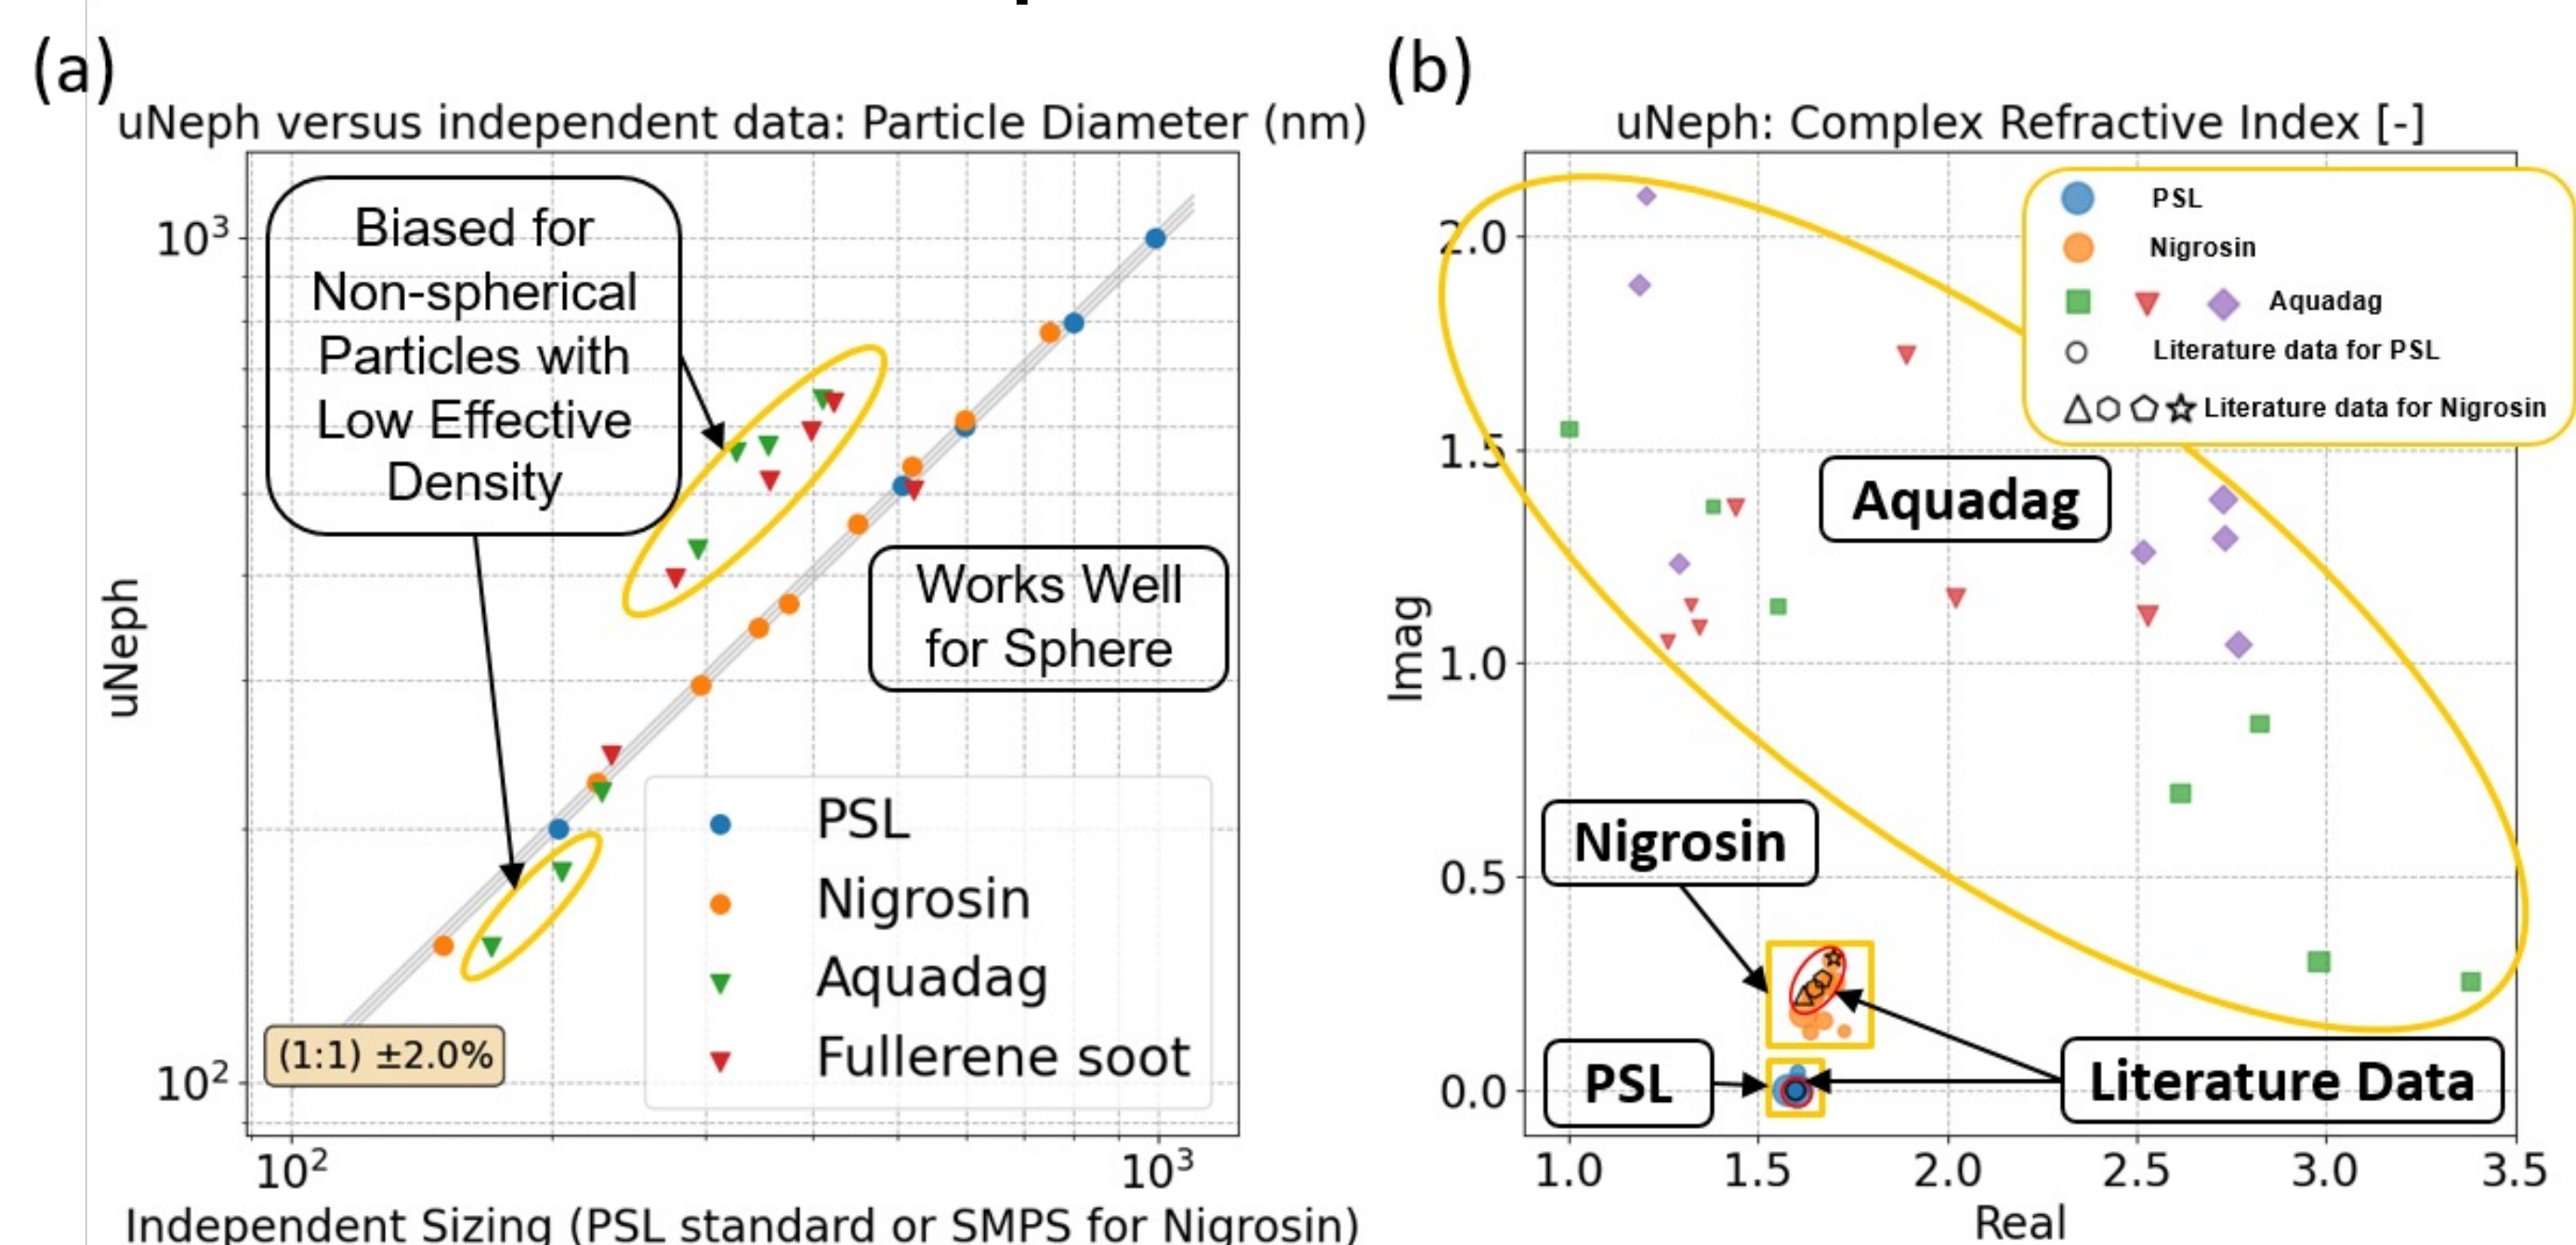 (a)
uNeph versus independent data: Particle Diameter (nm)
Biased for
Non-spherical
Particles with
Low Effective
Density
Works Well
for Sphere
PSL
Nigrosin
Aquadag
Fullerene soot
(1:1) ±2.0%
10³
10²
uNeph
10²
10³
Independent Sizing (PSL standard or SMPS for Nigrosin)
(b)
uNeph: Complex Refractive Index [-]
PSL
Nigrosin
Aquadag
Literature data for PSL
Literature data for Nigrosin
Aquadag
Nigrosin
PSL
Literature Data
2.0
1.5
1.0
0.5
0.0
Imag
1.0
1.5
2.0
2.5
3.0
3.5
Real